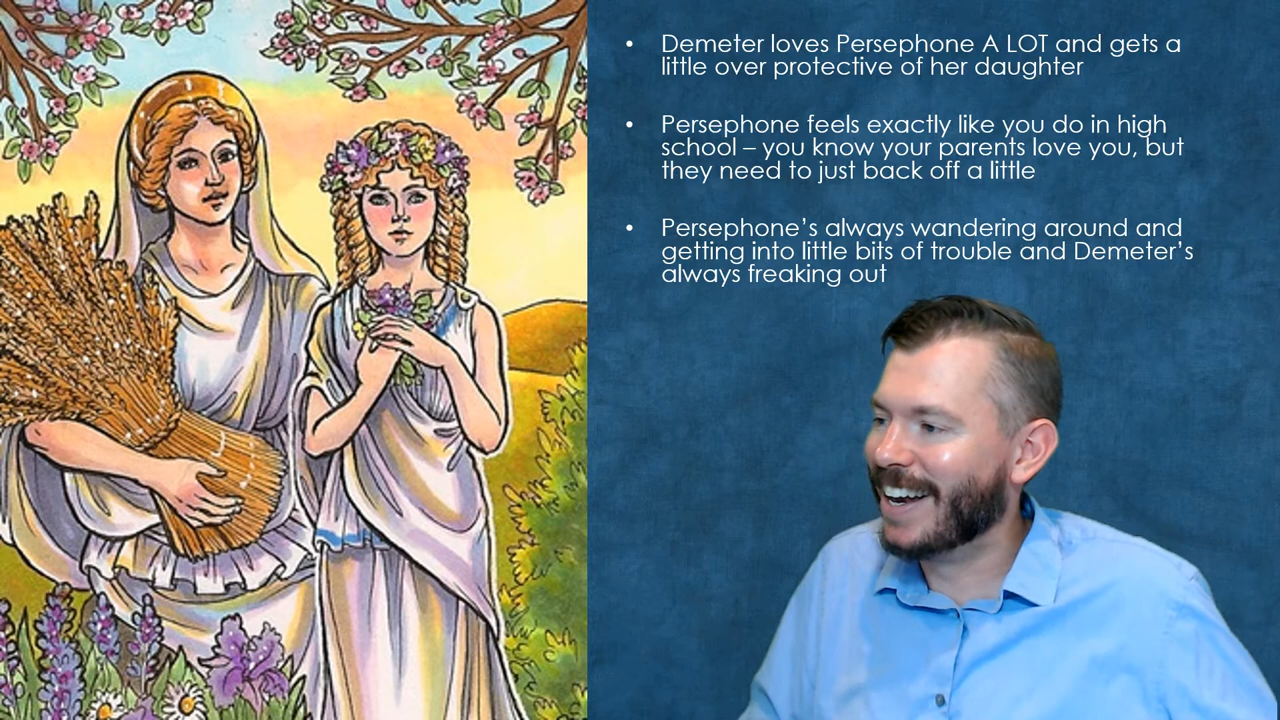 • Demeter loves Persephone A LOT and gets a
little over protective of her daughter
• Persephone feels exactly like you do in high
school – you know your parents love you, but
they need to just back off a little
• Persephone’s always wandering around and
getting into little bits of trouble and Demeter’s
always freaking out